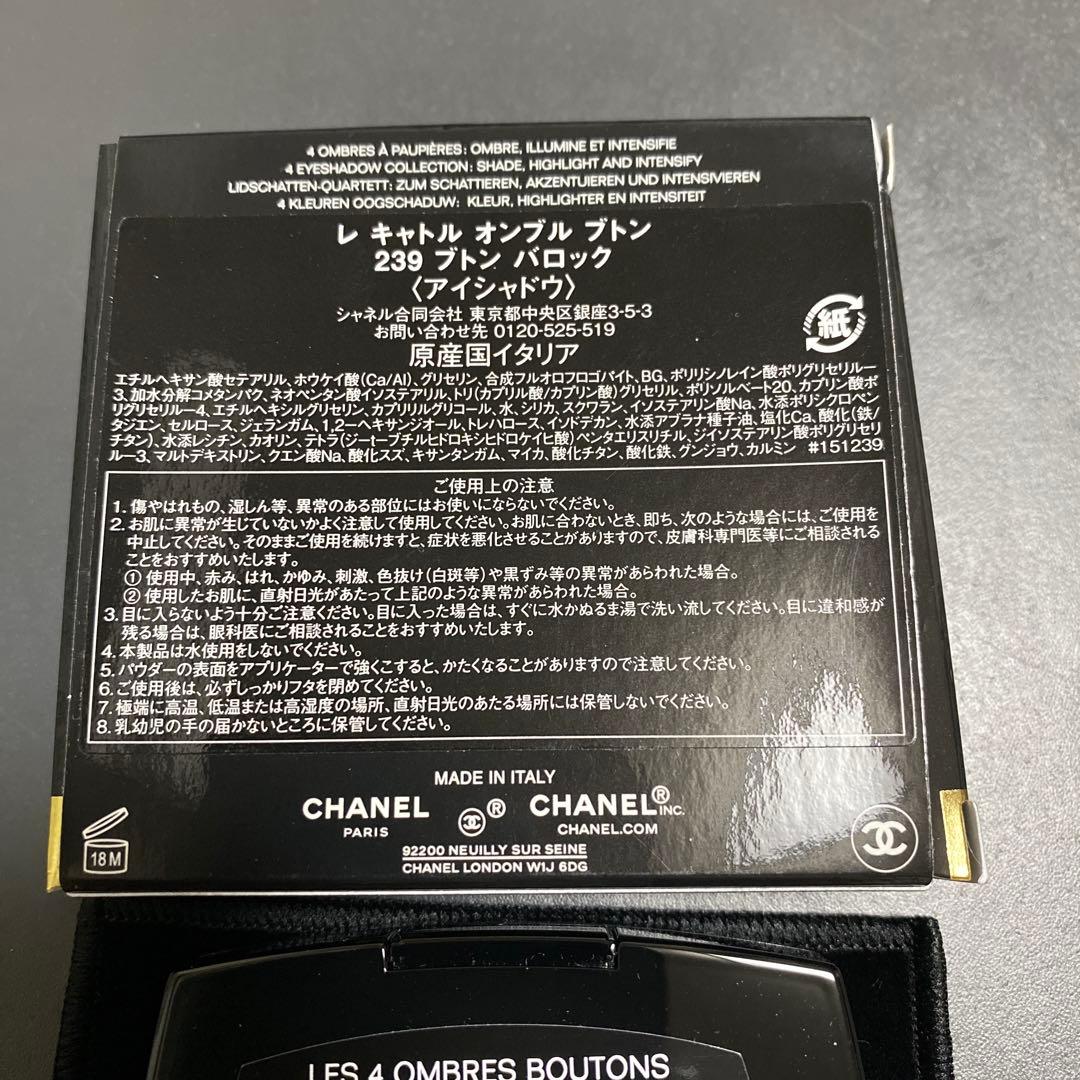 4 OMBRES À PAUPIÈRES: OMBRE, ILLUMINE ET INTENSIFIE
4 EYESHADOW COLLECTION: SHADE, HIGHLIGHT AND INTENSIFY
LIDSCHATTEN-QUARTETT: ZUM SCHATTIEREN, AKZENTUIEREN UND INTENSIVIEREN
4 KLEUREN OOGSCHADUW: KLEUR, HIGHLIGHTER EN INTENSITEIT
レ キャトル オンブル ブトン
239 ブトン バロック
〈アイシャドウ〉
シャネル合同会社 東京都中央区銀座3-5-3
お問い合わせ先 0120-525-519
原産国イタリア
紙
エチルヘキサン酸セテアリル、ホウケイ酸(Ca/Al)、グリセリン、合成フルオロフロゴパイト、BG、ポリリシノレイン酸ポリグリセリルー
3、加水分解コメタンパク、ネオペンタン酸イソステアリル、トリ(カプリル酸/カプリン酸)グリセリル、ポリソルベート20、カプリン酸ポ
リグリセリルー4、エチルヘキシルグリセリン、カプリリルグリコール、水、シリカ、スクワラン、イソステアリン酸Na、水添ポリシクロペン
タジエン、セルロース、ジェランガム、1,2ーヘキサンジオール、トレハロース、イソドデカン、水添アブラナ種子油、塩化Ca、酸化(鉄/
チタン)、水添レシチン、カオリン、テトラ(ジーtーブチルヒドロキシヒドロケイヒ酸)ペンタエリスリチル、ジイソステアリン酸ポリグリセリ
ルー3、マルトデキストリン、クエン酸Na、酸化スズ、キサンタンガム、マイカ、酸化チタン、酸化鉄、グンジョウ、カルミン #151239
ご使用上の注意
1. 傷やはれもの、湿しん等、異常のある部位にはお使いにならないでください。
2. お肌に異常が生じていないかよく注意して使用してください。お肌に合わないとき、即ち、次のような場合には、ご使用を
中止してください。そのままご使用を続けますと、症状を悪化させることがありますので、皮膚科専門医等にご相談される
ことをおすすめいたします。
① 使用中、赤み、はれ、かゆみ、刺激、色抜け(白斑等)や黒ずみ等の異常があらわれた場合。
② 使用したお肌に、直射日光があたって上記のような異常があらわれた場合。
3. 目に入らないよう十分ご注意ください。目に入った場合は、すぐに水かぬるま湯で洗い流してください。目に違和感が
残る場合は、眼科医にご相談されることをおすすめいたします。
4. 本製品は水使用をしないでください。
5. パウダーの表面をアプリケーターで強くこすると、かたくなることがありますので注意してください。
6. ご使用後は、必ずしっかりフタを閉めてください。
7. 極端に高温、低温または高湿度の場所、直射日光のあたる場所には保管しないでください。
8. 乳幼児の手の届かないところに保管してください。
MADE IN ITALY
CHANEL ® CHANEL® INC.
PARIS CHANEL.COM
92200 NEUILLY SUR SEINE
CHANEL LONDON W1J 6DG
18 M
LES 4 OMBRES BOUTONS